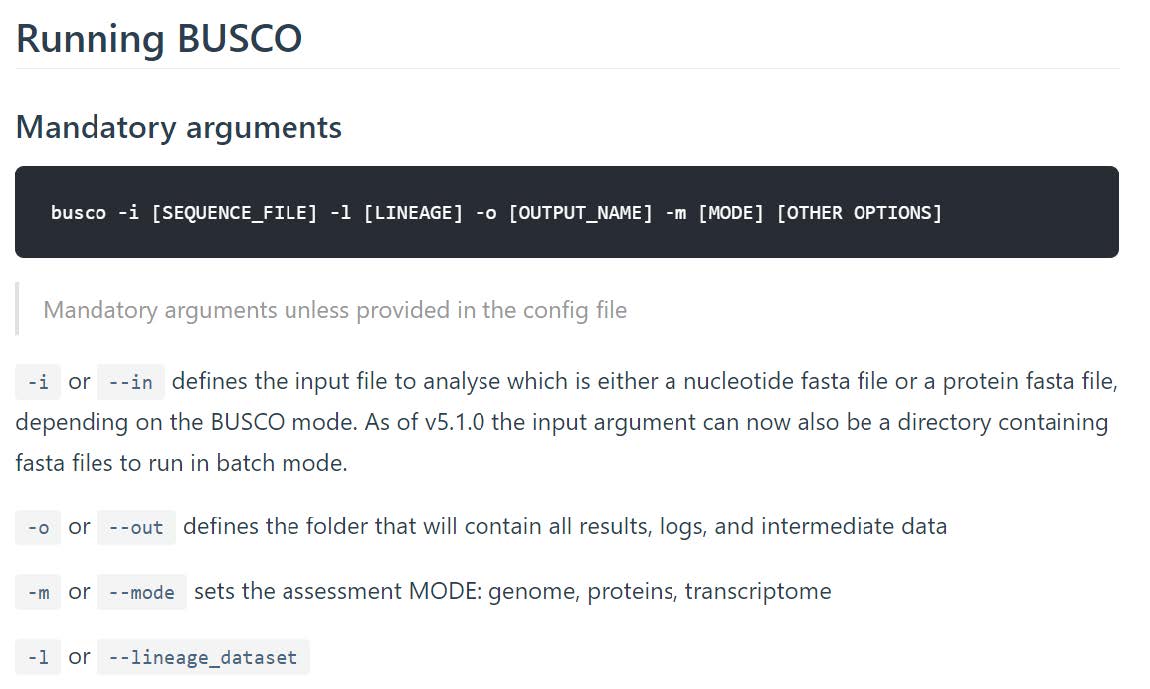 Running BUSCO
Mandatory arguments
busco -i [SEQUENCE_FILE] -l [LINEAGE] -o [OUTPUT_NAME] -m [MODE] [OTHER OPTIONS]
Mandatory arguments unless provided in the config file
-i or --in defines the input file to analyse which is either a nucleotide fasta file or a protein fasta file,
depending on the BUSCO mode. As of v5.1.0 the input argument can now also be a directory containing
fasta files to run in batch mode.
-o or --out defines the folder that will contain all results, logs, and intermediate data
-m or --mode sets the assessment MODE: genome, proteins, transcriptome
-l or --lineage_dataset